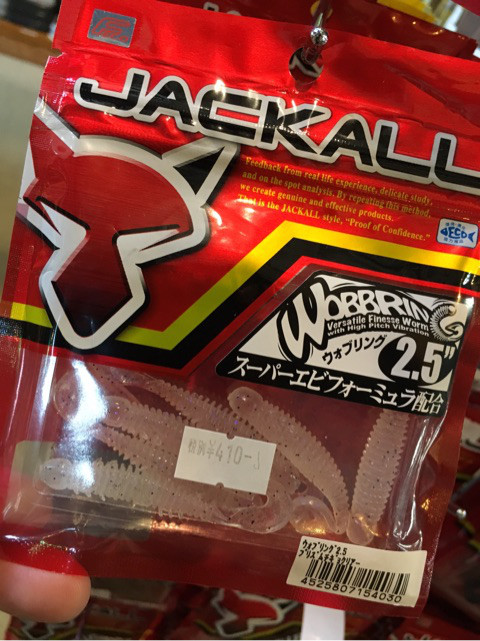 JACKALL
Feedback from real life experience, delicate study,
and on the spot analysis. By repeating this method,
we create genuine and effective products.
That is the JACKALL style, "Proof of Confidence."
ECO
WOBBRING
Versatile Finesse Worm
with High Pitch Vibration
ウォブリング
2.5"
スーパーエビフォーミュラ配合
税別¥410-
ウォブリング2.5
4525807154030